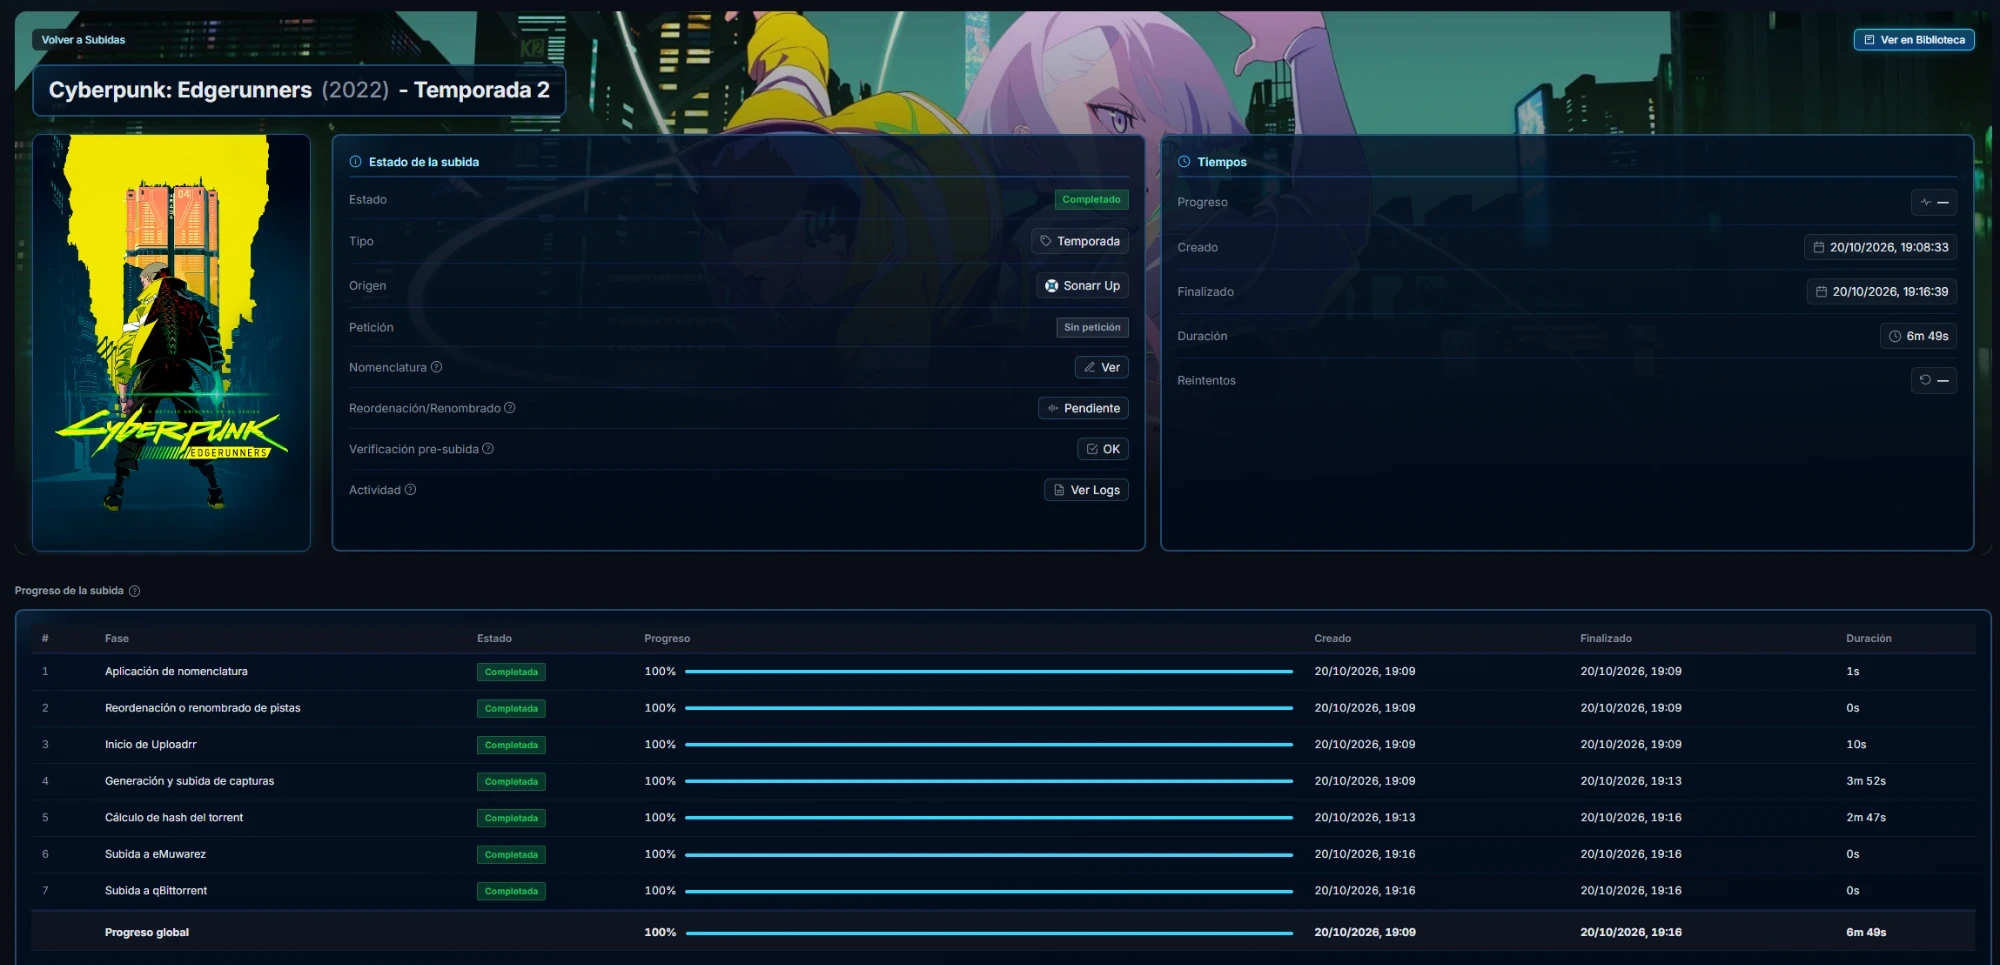 Volver a Subidas
Ver en Biblioteca
K2
Cyberpunk: Edgerunners (2022) - Temporada 2
04
A NETFLIX ORIGINAL ANIME SERIES
CYBERPUNK
EDGERUNNERS
Estado de la subida
Estado Completado
Tipo Temporada
Origen Sonarr Up
Petición Sin petición
Nomenclatura ? Ver
Reordenación/Renombrado ? Pendiente
Verificación pre-subida ? OK
Actividad ? Ver Logs
Tiempos
Progreso —
Creado 20/10/2026, 19:08:33
Finalizado 20/10/2026, 19:16:39
Duración 6m 49s
Reintentos —
Progreso de la subida ?
# Fase Estado Progreso Creado Finalizado Duración
1 Aplicación de nomenclatura Completada 100% 20/10/2026, 19:09 20/10/2026, 19:09 1s
2 Reordenación o renombrado de pistas Completada 100% 20/10/2026, 19:09 20/10/2026, 19:09 0s
3 Inicio de Uploadrr Completada 100% 20/10/2026, 19:09 20/10/2026, 19:09 10s
4 Generación y subida de capturas Completada 100% 20/10/2026, 19:09 20/10/2026, 19:13 3m 52s
5 Cálculo de hash del torrent Completada 100% 20/10/2026, 19:13 20/10/2026, 19:16 2m 47s
6 Subida a eMuwarez Completada 100% 20/10/2026, 19:16 20/10/2026, 19:16 0s
7 Subida a qBittorrent Completada 100% 20/10/2026, 19:16 20/10/2026, 19:16 0s
Progreso global 100% 20/10/2026, 19:09 20/10/2026, 19:16 6m 49s